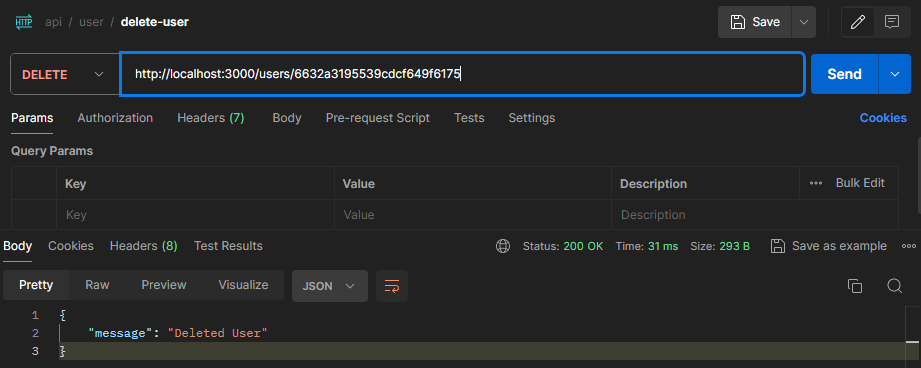 HTTP api / user / delete-user Save
DELETE http://localhost:3000/users/6632a3195539cdcf649f6175 Send
Params Authorization Headers (7) Body Pre-request Script Tests Settings Cookies
Query Params
Key Value Description Bulk Edit
Key Value Description
Body Cookies Headers (8) Test Results Status: 200 OK Time: 31 ms Size: 293 B Save as example
Pretty Raw Preview Visualize JSON
1 {
2 "message": "Deleted User"
3 }